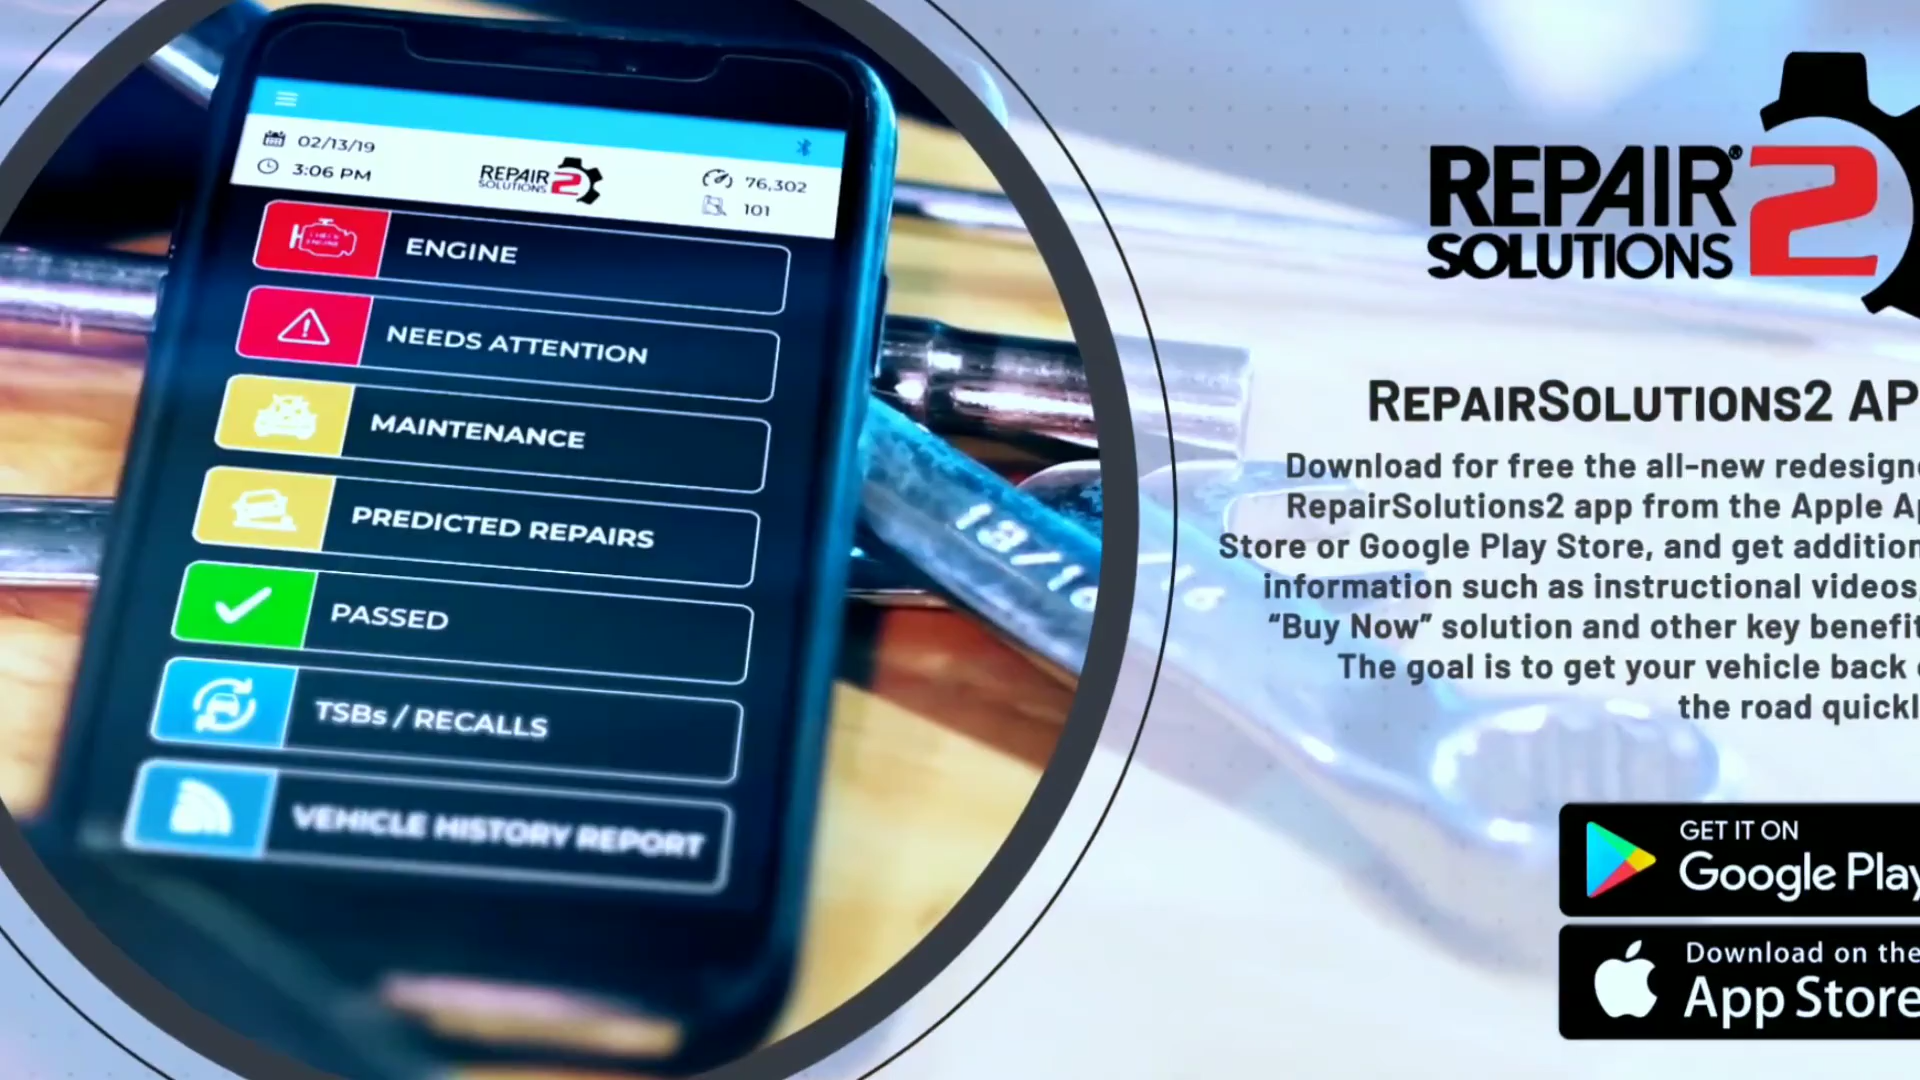 02/13/19
3:06 PM
REPAIR
SOLUTIONS 2
76,302
101
CHECK
ENGINE
ENGINE
NEEDS ATTENTION
MAINTENANCE
PREDICTED REPAIRS
PASSED
TSBs / RECALLS
VEHICLE HISTORY REPORT
13/16
REPAIR®
SOLUTIONS 2
REPAIRSOLUTIONS2 AP
Download for free the all-new redesign
RepairSolutions2 app from the Apple Ap
Store or Google Play Store, and get addition
information such as instructional videos,
“Buy Now” solution and other key benefit
The goal is to get your vehicle back
the road quickl
GET IT ON
Google Play
Download on the
App Store